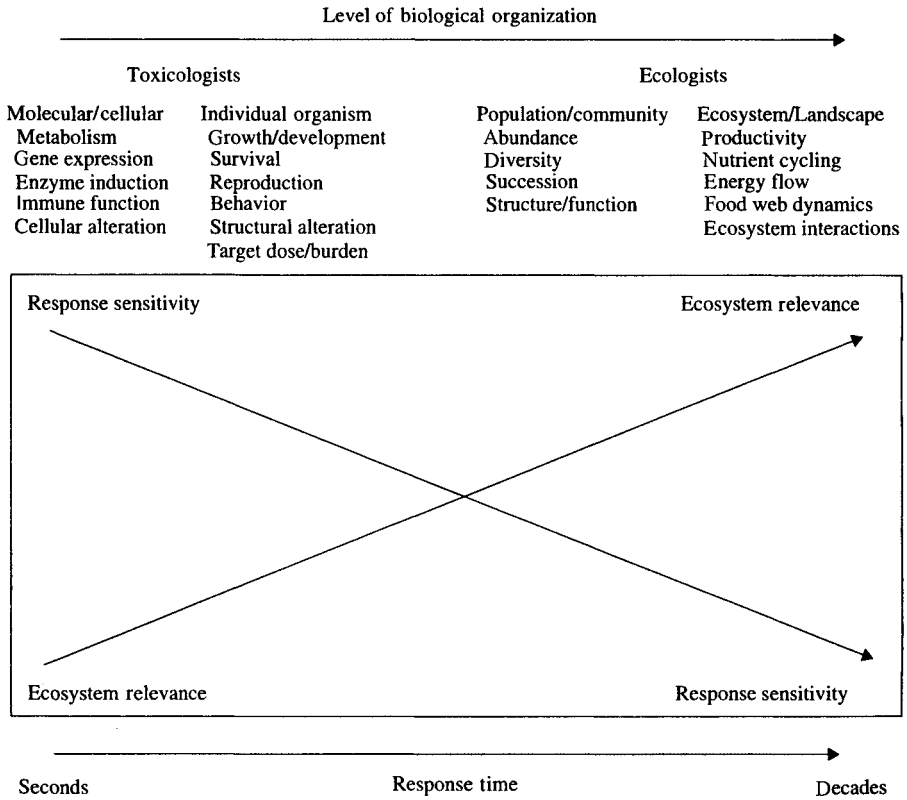 Level of biological organization
Toxicologists
Ecologists
Molecular/cellular
Metabolism
Gene expression
Enzyme induction
Immune function
Cellular alteration
Individual organism
Growth/development
Survival
Reproduction
Behavior
Structural alteration
Target dose/burden
Population/community
Abundance
Diversity
Succession
Structure/function
Ecosystem/Landscape
Productivity
Nutrient cycling
Energy flow
Food web dynamics
Ecosystem interactions
Response sensitivity
Ecosystem relevance
Ecosystem relevance
Response sensitivity
Seconds
Response time
Decades